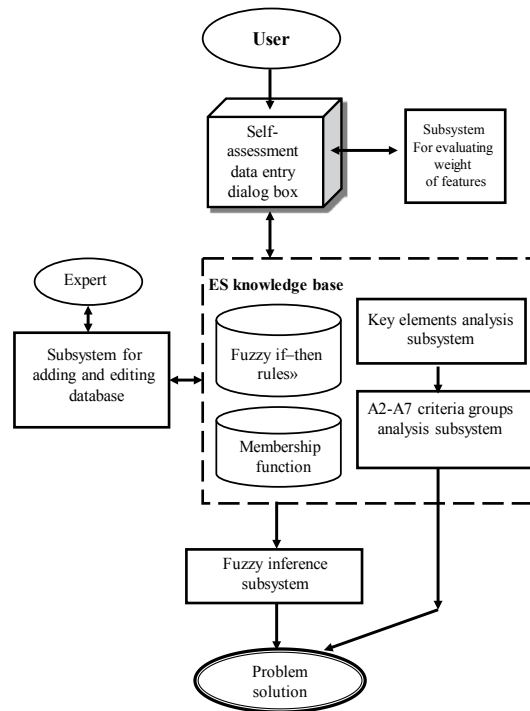 User
Self-
assessment
data entry
dialog box
Subsystem
For evaluating
weight
of features
Expert
Subsystem for
adding and editing
database
ES knowledge base
Fuzzy if–then
rules»
Membership
function
Key elements analysis
subsystem
A2-A7 criteria groups
analysis subsystem
Fuzzy inference
subsystem
Problem
solution